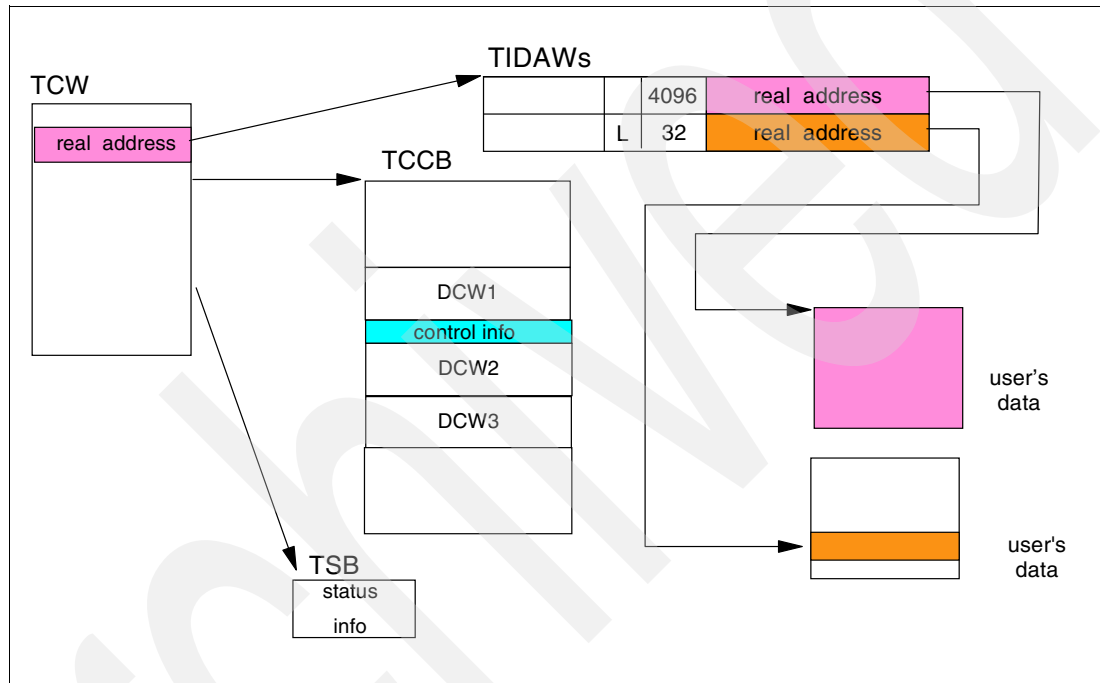 TCW
real address
TIDAWs
4096 real address
L 32 real address
TCCB
DCW1
control info
DCW2
DCW3
TSB
status
info
user's
data
user's
data